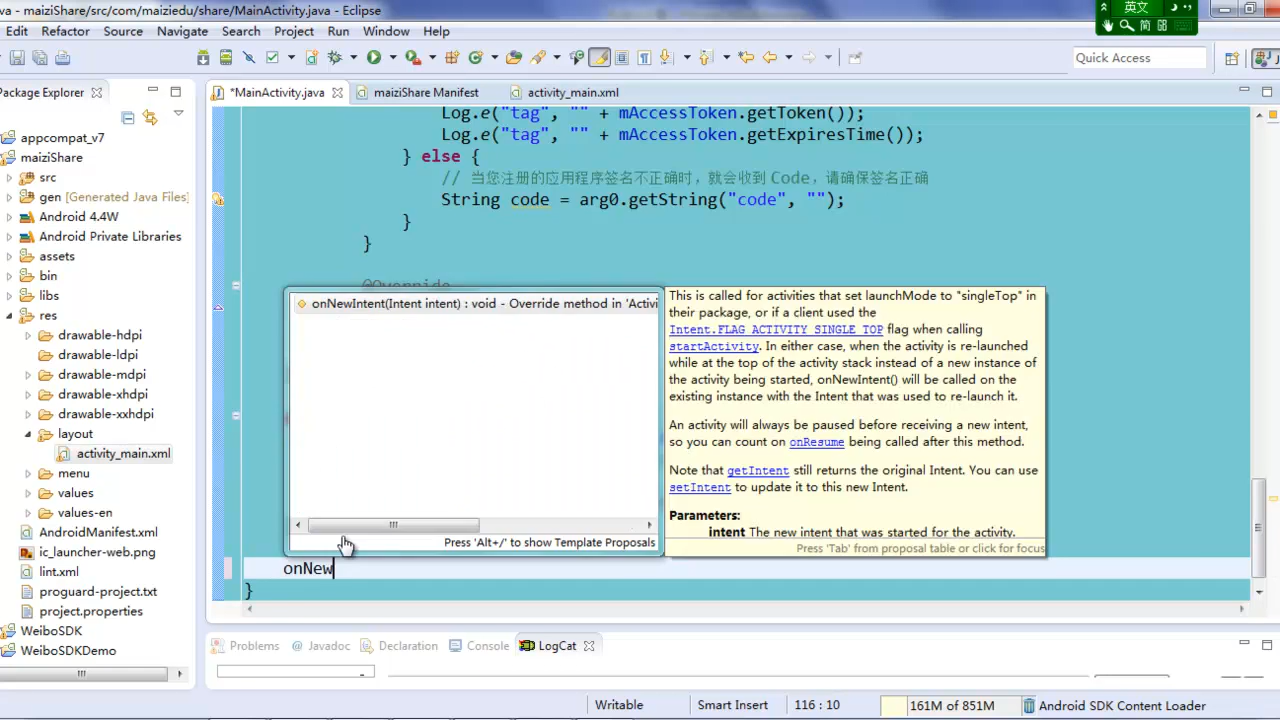 va - maiziShare/src/com/maiziedu/share/MainActivity.java - Eclipse
英文
简
Edit Refactor Source Navigate Search Project Run Window Help
Quick Access
Package Explorer
*MainActivity.java
maiziShare Manifest
activity_main.xml
appcompat_v7
maiziShare
src
gen [Generated Java Files]
Android 4.4W
Android Private Libraries
assets
bin
libs
res
drawable-hdpi
drawable-ldpi
drawable-mdpi
drawable-xhdpi
drawable-xxhdpi
layout
activity_main.xml
menu
values
values-en
AndroidManifest.xml
ic_launcher-web.png
lint.xml
proguard-project.txt
project.properties
WeiboSDK
WeiboSDKDemo
Log.e("tag", "" + mAccessToken.getToken());
Log.e("tag", "" + mAccessToken.getExpiresTime());
} else {
// 当您注册的应用程序签名不正确时，就会收到 Code，请确保签名正确
String code = arg0.getString("code", "");
}
}
@Override
onNewIntent(Intent intent) : void - Override method in 'Activi
Press 'Alt+/' to show Template Proposals
This is called for activities that set launchMode to "singleTop" in
their package, or if a client used the
Intent.FLAG_ACTIVITY_SINGLE_TOP flag when calling
startActivity. In either case, when the activity is re-launched
while at the top of the activity stack instead of a new instance of
the activity being started, onNewIntent() will be called on the
existing instance with the Intent that was used to re-launch it.
An activity will always be paused before receiving a new intent,
so you can count on onResume being called after this method.
Note that getIntent still returns the original Intent. You can use
setIntent to update it to this new Intent.
Parameters:
intent The new intent that was started for the activity.
Press 'Tab' from proposal table or click for focus
onNew
}
Problems
@ Javadoc
Declaration
Console
LogCat
Writable
Smart Insert
116 : 10
161M of 851M
Android SDK Content Loader